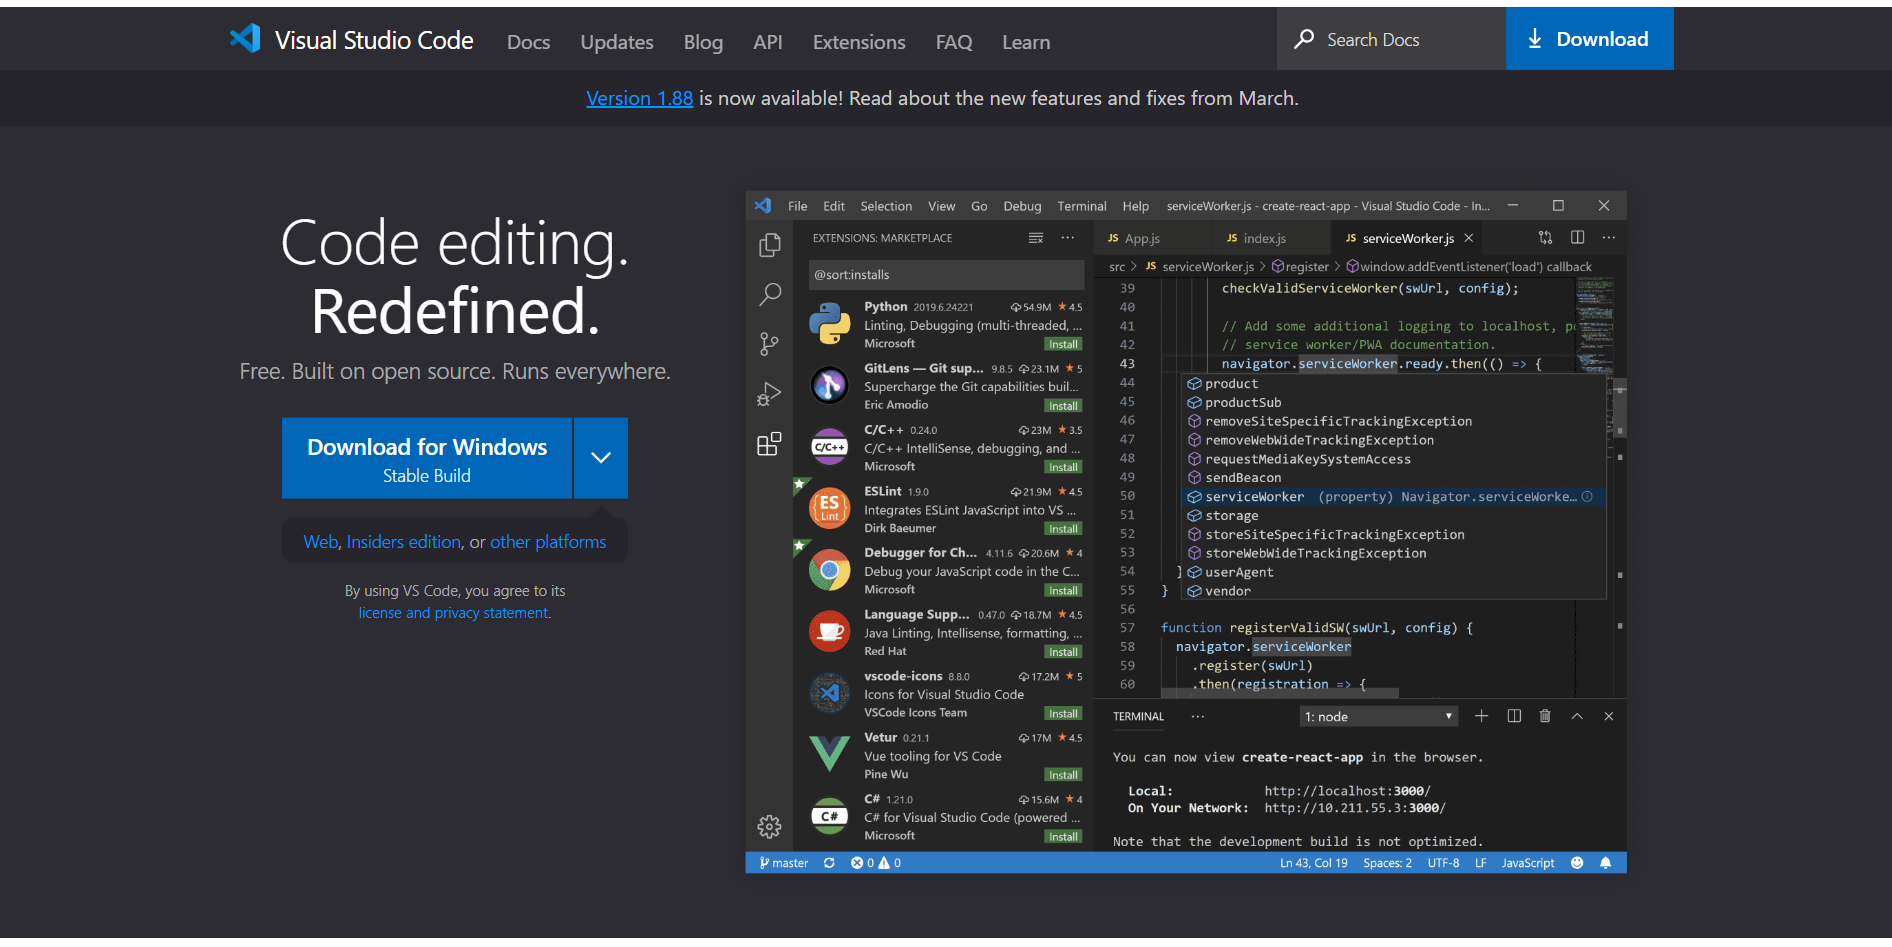 Visual Studio Code Docs Updates Blog API Extensions FAQ Learn Search Docs Download
Version 1.88 is now available! Read about the new features and fixes from March.
Code editing.
Redefined.
Free. Built on open source. Runs everywhere.
Download for Windows
Stable Build
Web, Insiders edition, or other platforms
By using VS Code, you agree to its
license and privacy statement.
File Edit Selection View Go Debug Terminal Help serviceWorker.js - create-react-app - Visual Studio Code - In...
EXTENSIONS: MARKETPLACE
@sort:installs
Python 2019.6.24221 54.9M 4.5
Linting, Debugging (multi-threaded, ...
Microsoft Install
GitLens — Git sup... 9.8.5 23.1M 5
Supercharge the Git capabilities buil...
Eric Amodio Install
C/C++
C/C++ 0.24.0 23M 3.5
C/C++ IntelliSense, debugging, and ...
Microsoft Install
ES
Lint
ESLint 1.9.0 21.9M 4.5
Integrates ESLint JavaScript into VS ...
Dirk Baeumer Install
Debugger for Ch... 4.11.6 20.6M 4
Debug your JavaScript code in the C...
Microsoft Install
Language Supp... 0.47.0 18.7M 4.5
Java Linting, Intellisense, formatting, ...
Red Hat Install
vscode-icons 8.8.0 17.2M 5
Icons for Visual Studio Code
VSCode Icons Team Install
Vetur 0.21.1 17M 4.5
Vue tooling for VS Code
Pine Wu Install
C#
C# 1.21.0 15.6M 4
C# for Visual Studio Code (powered ...
Microsoft Install
JS App.js JS index.js JS serviceWorker.js
src > JS serviceWorker.js > register > window.addEventListener('load') callback
39 checkValidServiceWorker(swUrl, config);
40
41 // Add some additional logging to localhost, po
42 // service worker/PWA documentation.
43 navigator.serviceWorker.ready.then(() => {
44 product
45 productSub
46 removeSiteSpecificTrackingException
47 removeWebWideTrackingException
48 requestMediaKeySystemAccess
49 sendBeacon
50 serviceWorker (property) Navigator.serviceWorke...
51 storage
52 storeSiteSpecificTrackingException
53 storeWebWideTrackingException
54 } userAgent
55 } vendor
56
57 function registerValidSW(swUrl, config) {
58 navigator.serviceWorker
59 .register(swUrl)
60 .then(registration => {
TERMINAL ... 1: node
You can now view create-react-app in the browser.
Local: http://localhost:3000/
On Your Network: http://10.211.55.3:3000/
Note that the development build is not optimized.
master 0 0 Ln 43, Col 19 Spaces: 2 UTF-8 LF JavaScript